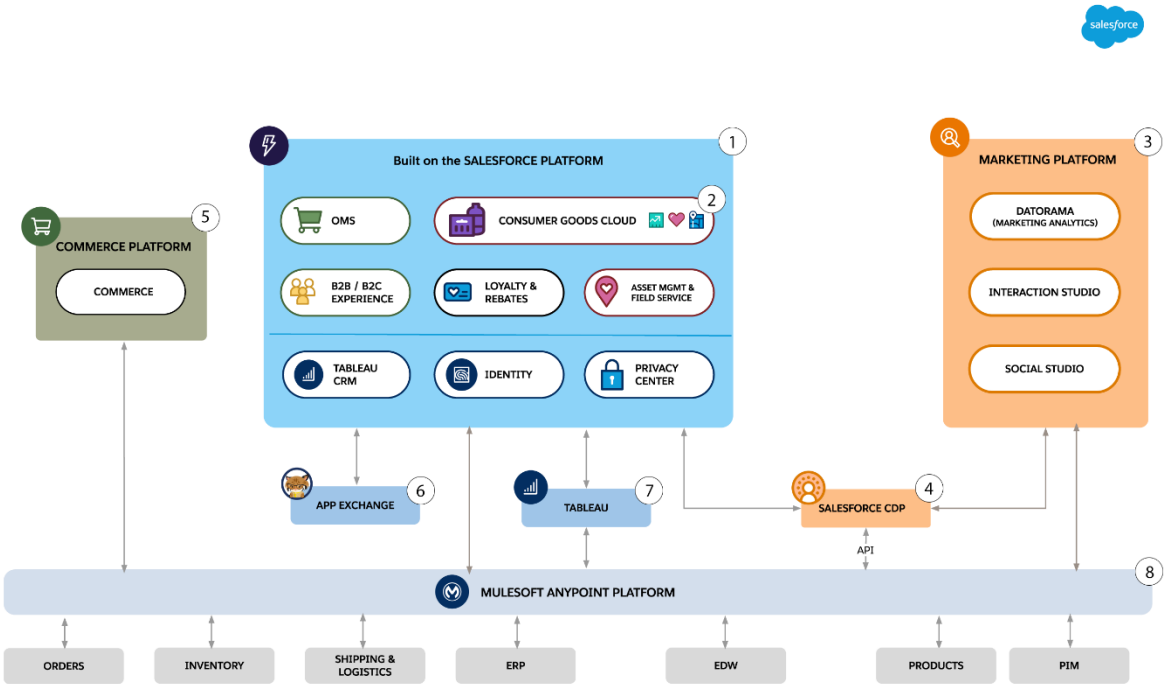 salesforce
1
Built on the SALESFORCE PLATFORM
3
MARKETING PLATFORM
5
COMMERCE PLATFORM
COMMERCE
OMS
2
CONSUMER GOODS CLOUD
B2B / B2C
EXPERIENCE
LOYALTY &
REBATES
ASSET MGMT &
FIELD SERVICE
TABLEAU
CRM
IDENTITY
PRIVACY
CENTER
DATORAMA
(MARKETING ANALYTICS)
INTERACTION STUDIO
SOCIAL STUDIO
6
APP EXCHANGE
7
TABLEAU
4
SALESFORCE CDP
API
8
MULESOFT ANYPOINT PLATFORM
ORDERS
INVENTORY
SHIPPING &
LOGISTICS
ERP
EDW
PRODUCTS
PIM